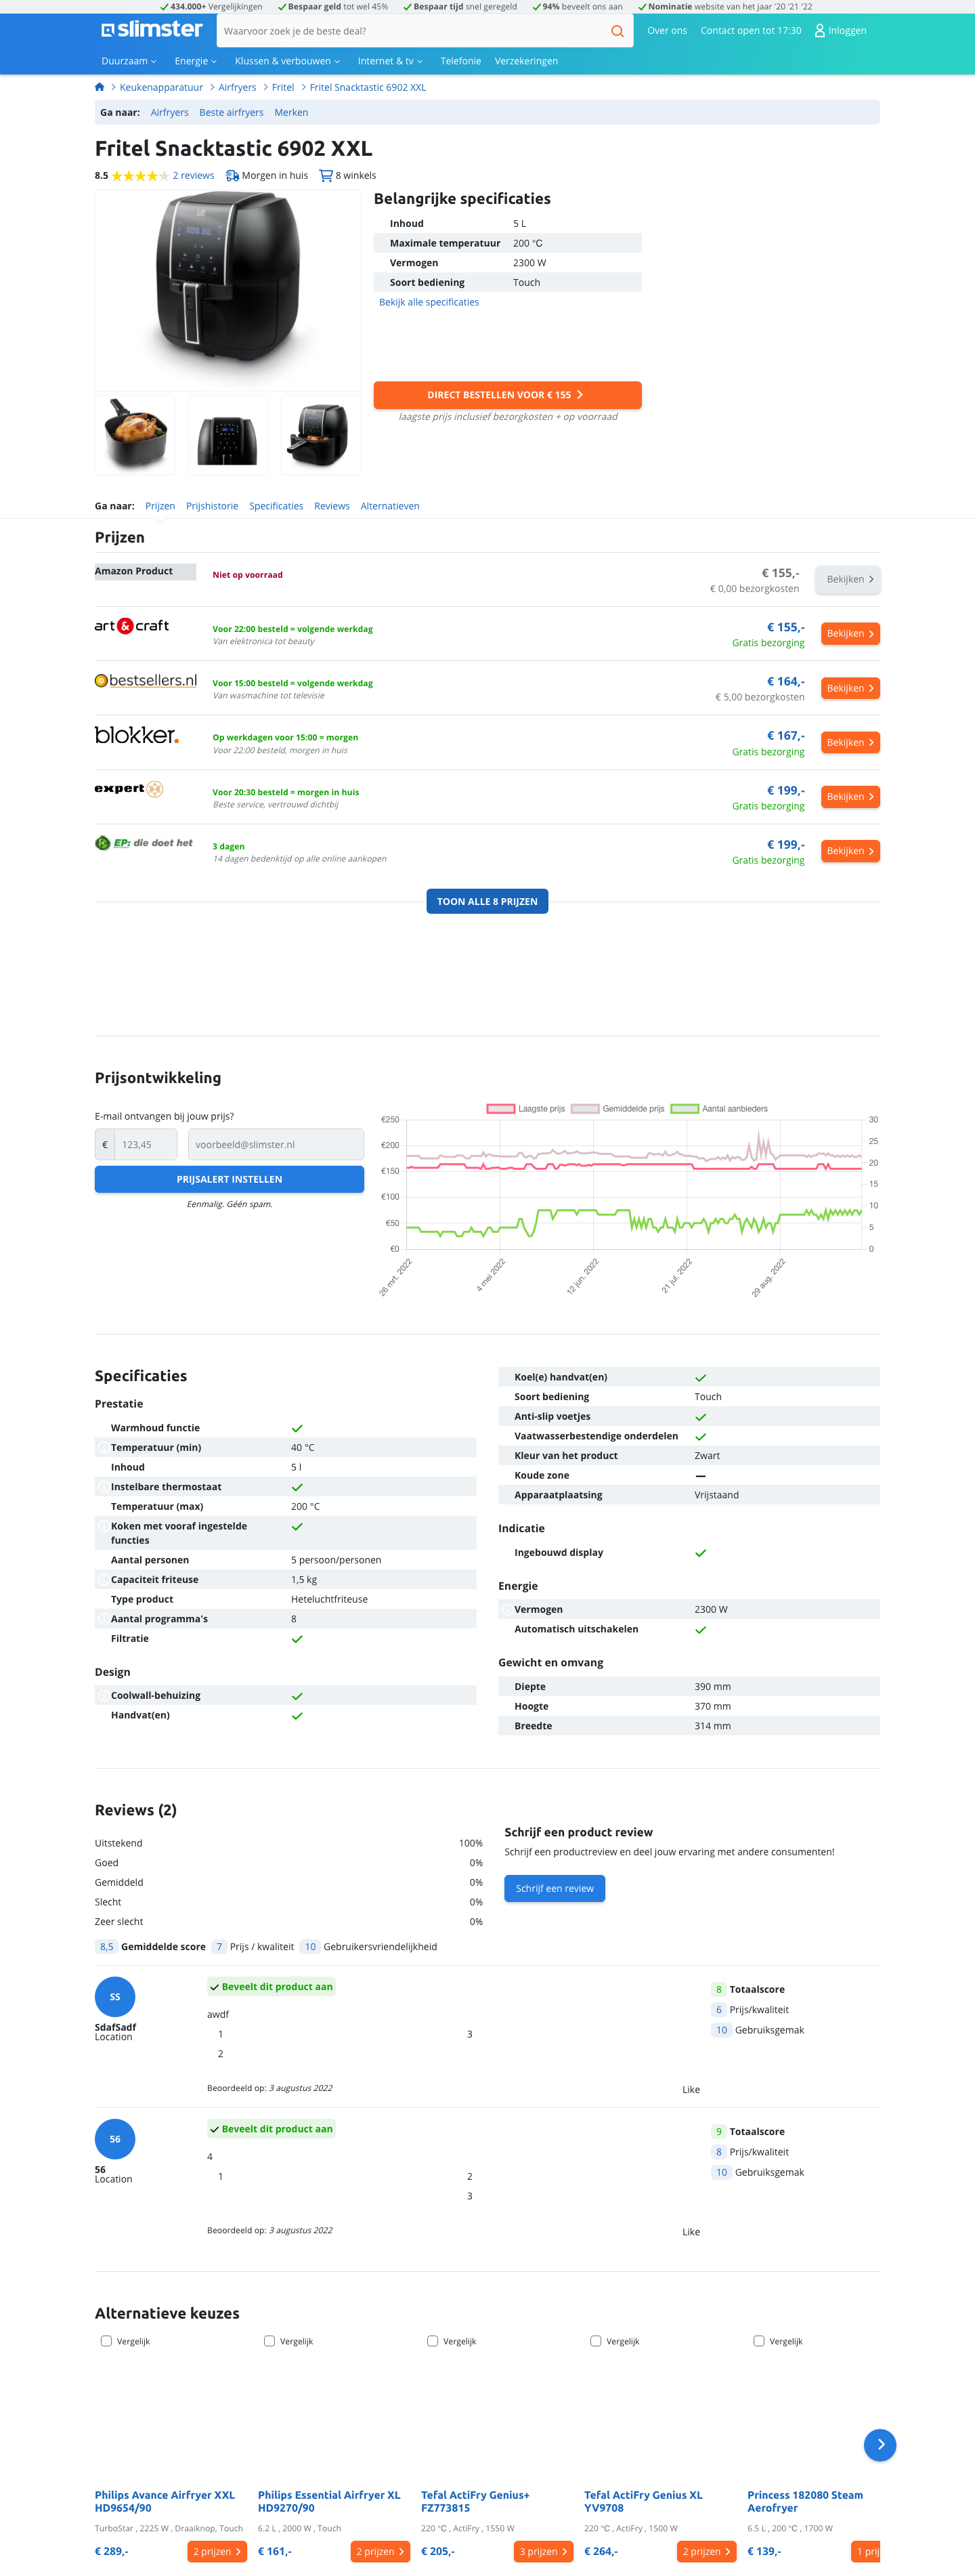 434.000+ Vergelijkingen Bespaar geld tot wel 45% Bespaar tijd snel geregeld 94% beveelt ons aan Nominatie website van het jaar '20 '21 '22
slimster Waarvoor zoek je de beste deal? Over ons Contact open tot 17:30 Inloggen
Duurzaam Energie Klussen & verbouwen Internet & tv Telefonie Verzekeringen
Keukenapparatuur Airfryers Fritel Fritel Snacktastic 6902 XXL
Ga naar: Airfryers Beste airfryers Merken
Fritel Snacktastic 6902 XXL
8.5 2 reviews Morgen in huis 8 winkels
Belangrijke specificaties
Inhoud 5 L
Maximale temperatuur 200 °C
Vermogen 2300 W
Soort bediening Touch
Bekijk alle specificaties
DIRECT BESTELLEN VOOR € 155
laagste prijs inclusief bezorgkosten + op voorraad
Ga naar: Prijzen Prijshistorie Specificaties Reviews Alternatieven
Prijzen
Amazon Product Niet op voorraad € 155,- Bekijken
€ 0,00 bezorgkosten
art & craft Voor 22:00 besteld = volgende werkdag € 155,- Bekijken
Van elektronica tot beauty Gratis bezorging
bestsellers.nl Voor 15:00 besteld = volgende werkdag € 164,- Bekijken
Van wasmachine tot televisie € 5,00 bezorgkosten
blokker. Op werkdagen voor 15:00 = morgen € 167,- Bekijken
Voor 22:00 besteld, morgen in huis Gratis bezorging
expert Voor 20:30 besteld = morgen in huis € 199,- Bekijken
Beste service, vertrouwd dichtbij Gratis bezorging
EP: die doet het 3 dagen € 199,- Bekijken
14 dagen bedenktijd op alle online aankopen Gratis bezorging
TOON ALLE 8 PRIJZEN
Prijsontwikkeling
E-mail ontvangen bij jouw prijs?
€ 123,45 voorbeeld@slimster.nl
PRIJSALERT INSTELLEN
Eenmalig. Géén spam.
Laagste prijs Gemiddelde prijs Aantal aanbieders
€250 30
25
€200
20
€150
15
€100
10
€50
5
€0 0
26 mrt. 2022 4 mei 2022 12 jun. 2022 21 jul. 2022 29 aug. 2022
Specificaties
Prestatie
Warmhoud functie
Temperatuur (min) 40 °C
Inhoud 5 l
Instelbare thermostaat
Temperatuur (max) 200 °C
Koken met vooraf ingestelde
functies
Aantal personen 5 persoon/personen
Capaciteit friteuse 1,5 kg
Type product Heteluchtfriteuse
Aantal programma's 8
Filtratie
Design
Coolwall-behuizing
Handvat(en)
Koel(e) handvat(en)
Soort bediening Touch
Anti-slip voetjes
Vaatwasserbestendige onderdelen
Kleur van het product Zwart
Koude zone
Apparaatplaatsing Vrijstaand
Indicatie
Ingebouwd display
Energie
Vermogen 2300 W
Automatisch uitschakelen
Gewicht en omvang
Diepte 390 mm
Hoogte 370 mm
Breedte 314 mm
Reviews (2)
Uitstekend 100%
Goed 0%
Gemiddeld 0%
Slecht 0%
Zeer slecht 0%
8,5 Gemiddelde score 7 Prijs / kwaliteit 10 Gebruikersvriendelijkheid
Schrijf een product review
Schrijf een productreview en deel jouw ervaring met andere consumenten!
Schrijf een review
SS
SdafSadf
Location
Beveelt dit product aan
awdf
1 3
2
Beoordeeld op: 3 augustus 2022 Like
8 Totaalscore
6 Prijs/kwaliteit
10 Gebruiksgemak
56
56
Location
Beveelt dit product aan
4
1 2
3
Beoordeeld op: 3 augustus 2022 Like
9 Totaalscore
8 Prijs/kwaliteit
10 Gebruiksgemak
Alternatieve keuzes
Vergelijk Vergelijk Vergelijk Vergelijk Vergelijk
Philips Avance Airfryer XXL Philips Essential Airfryer XL Tefal ActiFry Genius+ Tefal ActiFry Genius XL Princess 182080 Steam
HD9654/90 HD9270/90 FZ773815 YV9708 Aerofryer
TurboStar , 2225 W , Draaiknop, Touch 6.2 L , 2000 W , Touch 220 °C , ActiFry , 1550 W 220 °C , ActiFry , 1500 W 6.5 L , 200 °C , 1700 W
€ 289,- 2 prijzen € 161,- 2 prijzen € 205,- 3 prijzen € 264,- 2 prijzen € 139,- 1 prij